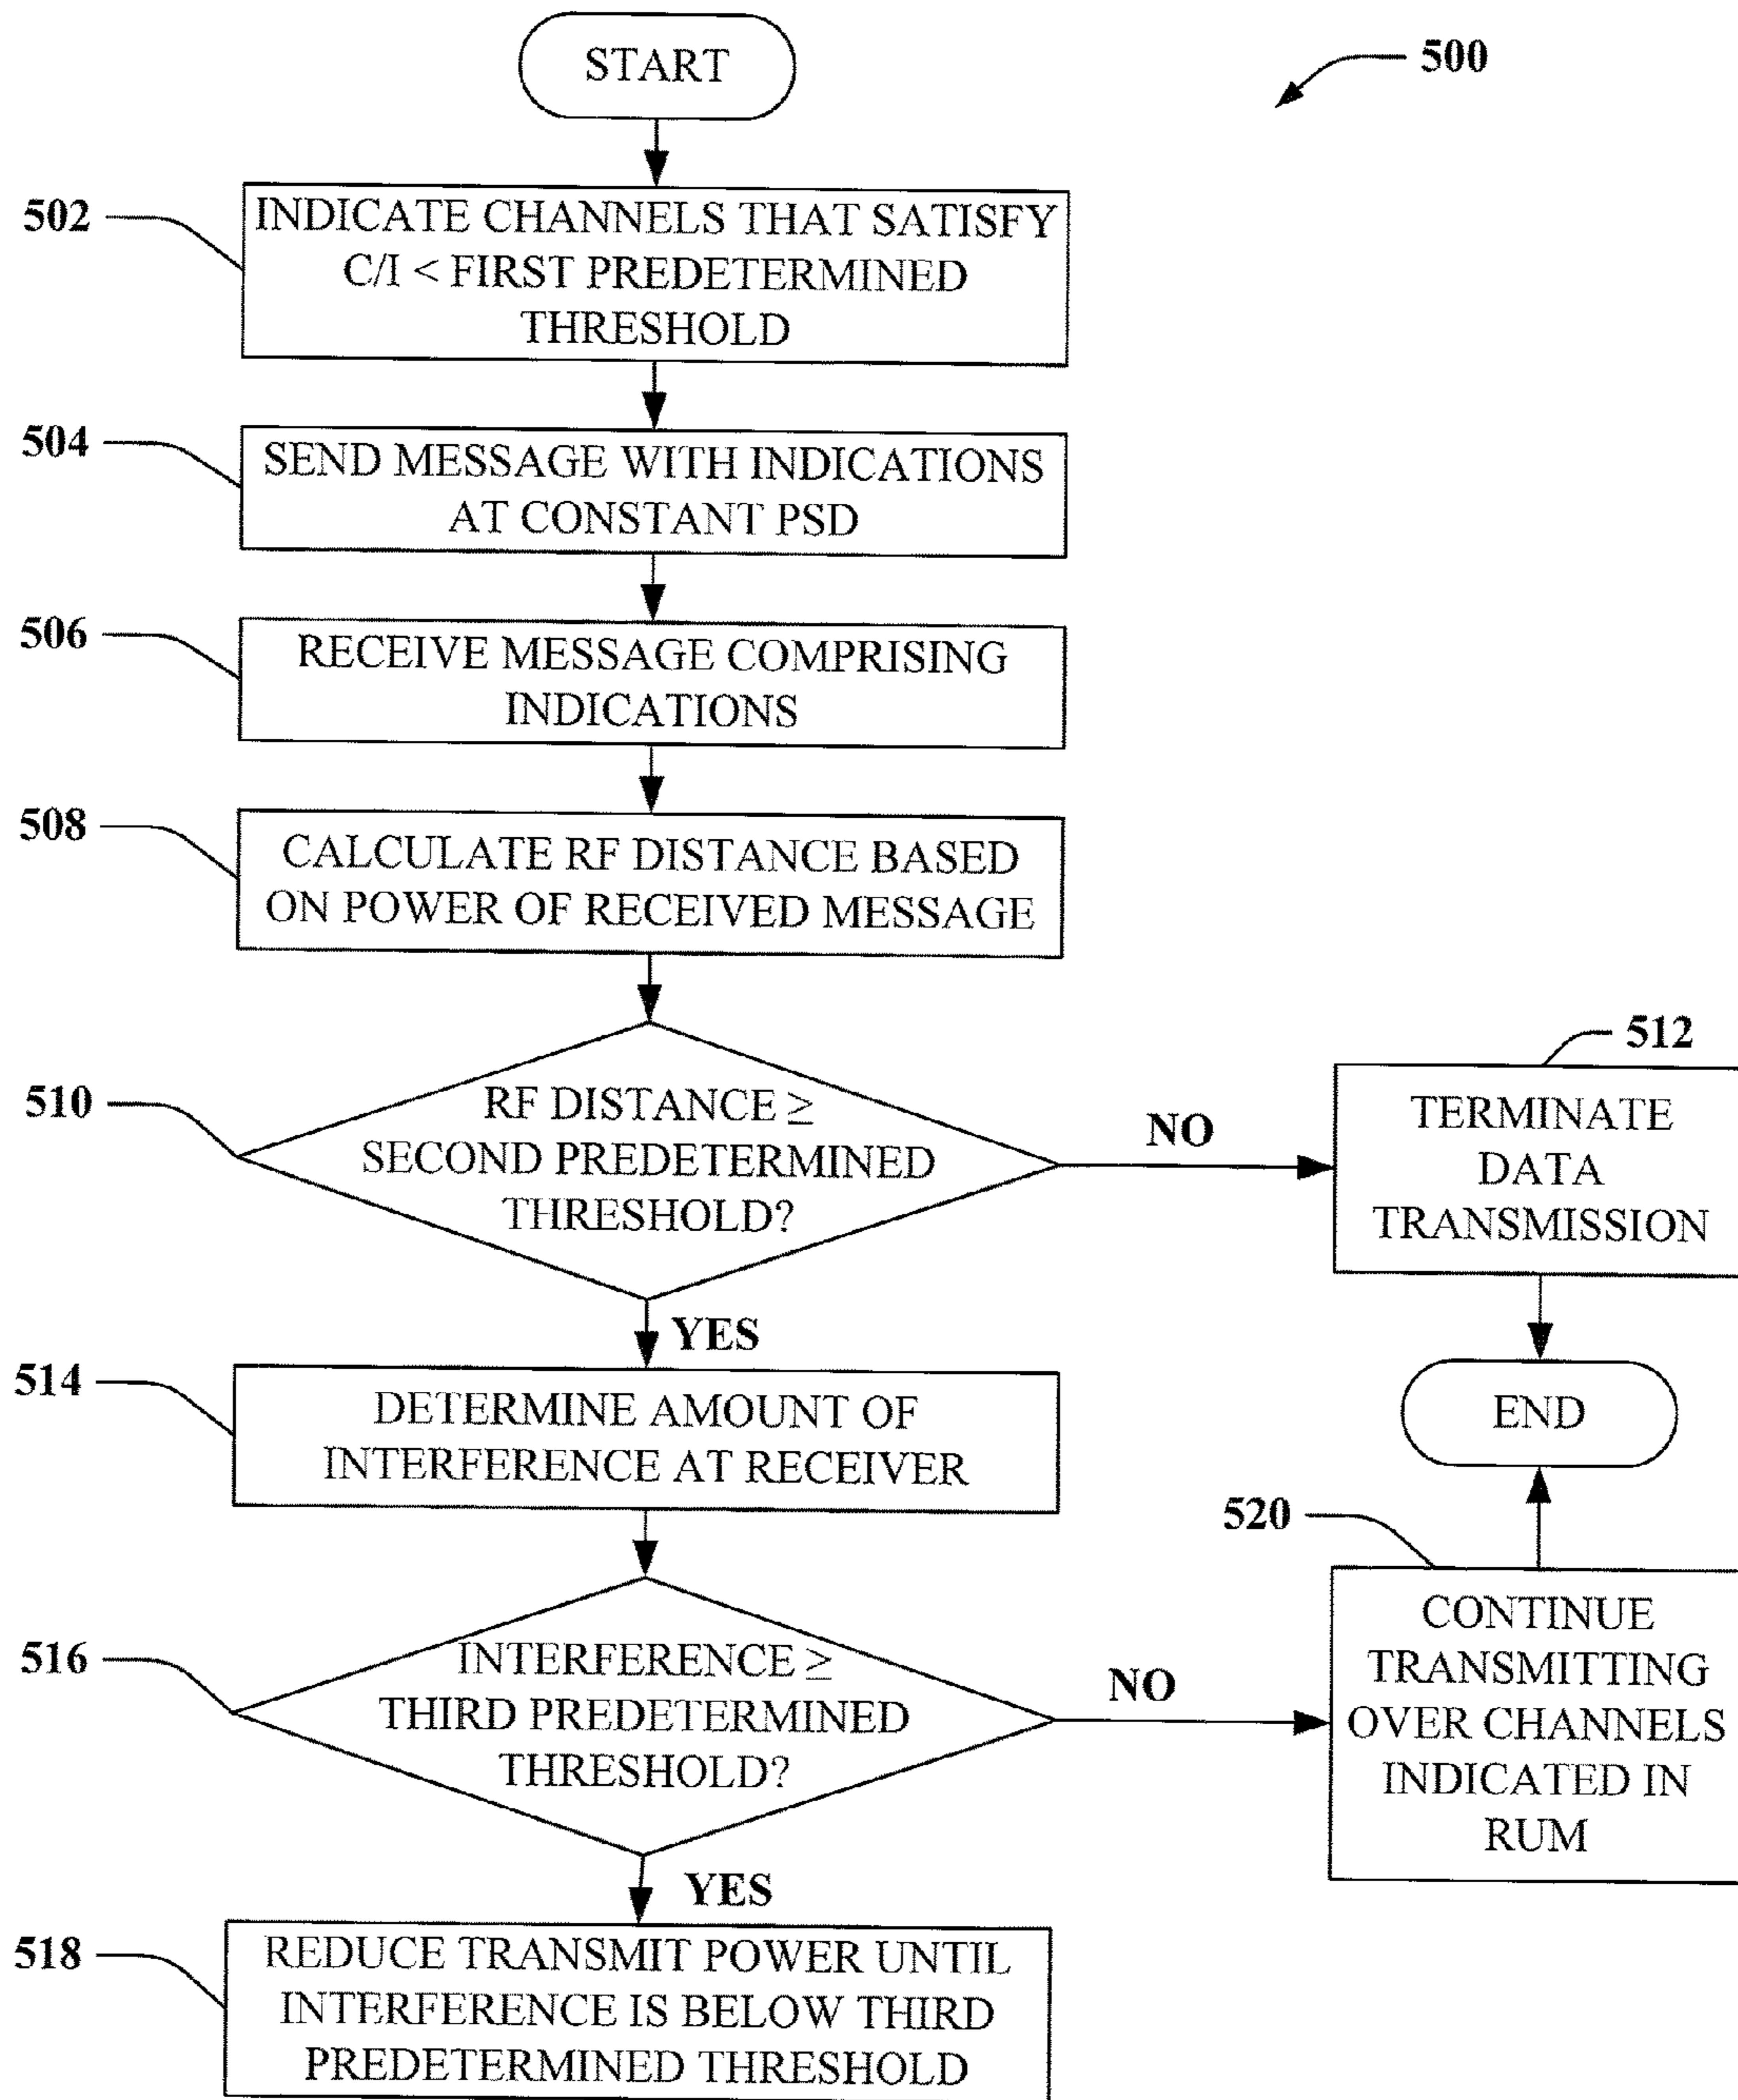 START
500
502
INDICATE CHANNELS THAT SATISFY
C/I < FIRST PREDETERMINED
THRESHOLD
504
SEND MESSAGE WITH INDICATIONS
AT CONSTANT PSD
506
RECEIVE MESSAGE COMPRISING
INDICATIONS
508
CALCULATE RF DISTANCE BASED
ON POWER OF RECEIVED MESSAGE
510
RF DISTANCE ≥
SECOND PREDETERMINED
THRESHOLD?
NO
512
TERMINATE
DATA
TRANSMISSION
YES
END
514
DETERMINE AMOUNT OF
INTERFERENCE AT RECEIVER
516
INTERFERENCE ≥
THIRD PREDETERMINED
THRESHOLD?
NO
520
CONTINUE
TRANSMITTING
OVER CHANNELS
INDICATED IN
RUM
YES
518
REDUCE TRANSMIT POWER UNTIL
INTERFERENCE IS BELOW THIRD
PREDETERMINED THRESHOLD